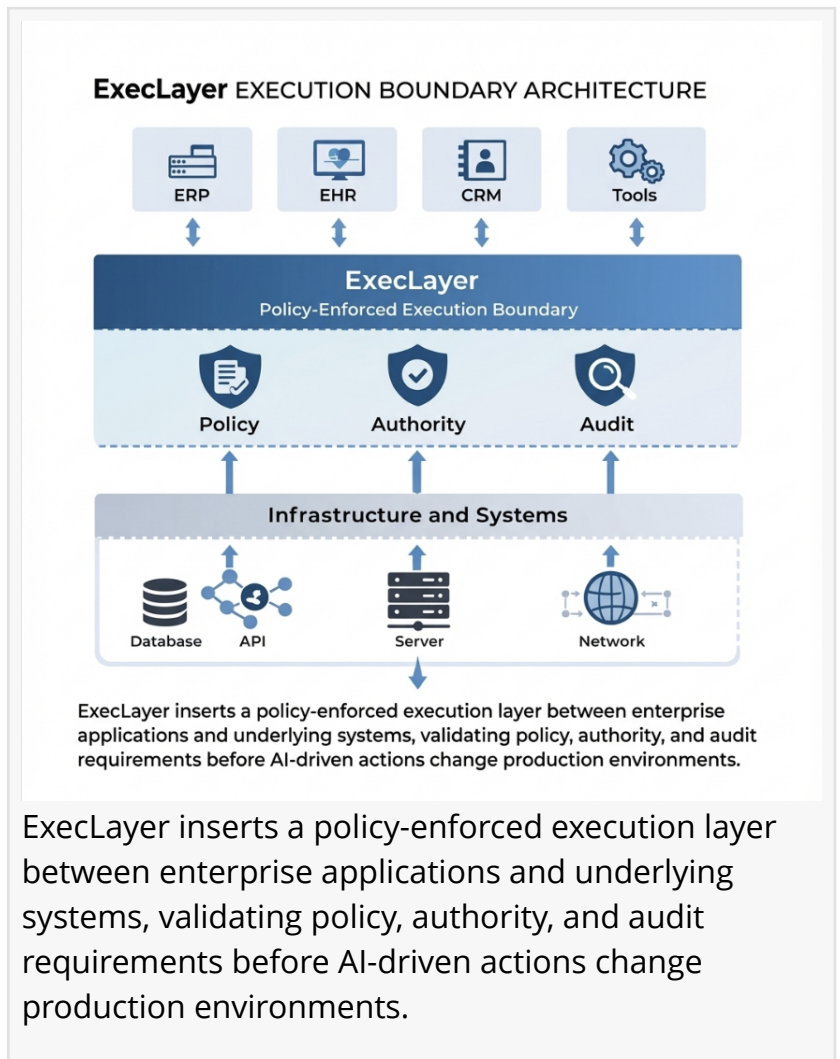 ExecLayer EXECUTION BOUNDARY ARCHITECTURE
ERP
EHR
CRM
Tools
ExecLayer
Policy-Enforced Execution Boundary
Policy
Authority
Audit
Infrastructure and Systems
Database
API
Server
Network
ExecLayer inserts a policy-enforced execution layer between enterprise
applications and underlying systems, validating policy, authority, and audit
requirements before AI-driven actions change production environments.
ExecLayer inserts a policy-enforced execution layer
between enterprise applications and underlying
systems, validating policy, authority, and audit
requirements before AI-driven actions change
production environments.